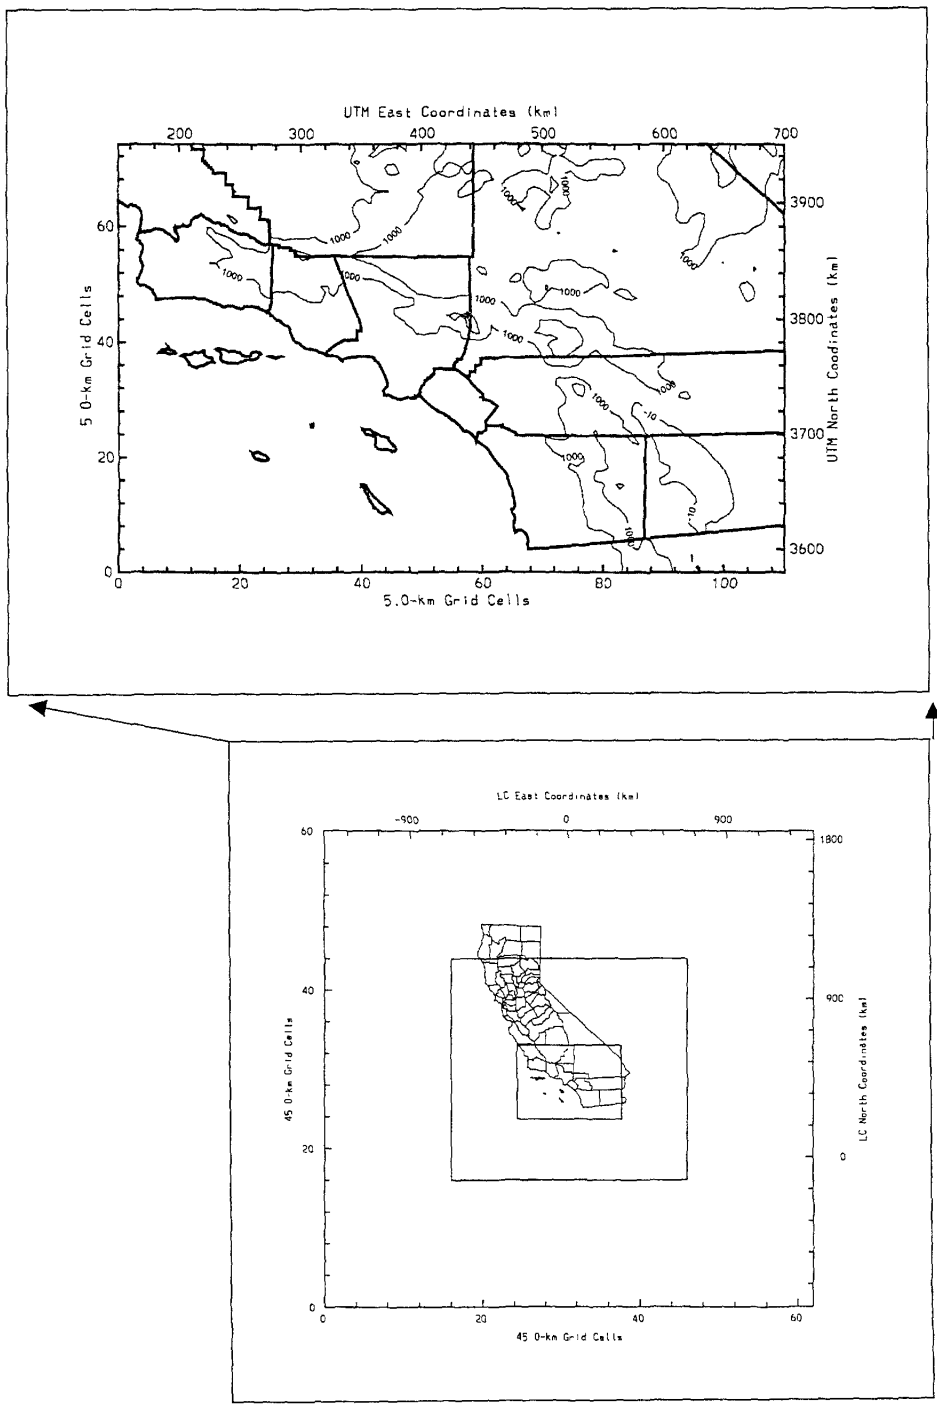 UTM East Coordinates (km)
200 300 400 500 600 700
60
40
20
0
5.0-km Grid Cells
3900
3800
3700
3600
UTM North Coordinates (km)
1000
1000
1000
1000
1000
1000
1000
1000
1000
1000
1000
1000
-10
1000
-10
1000
0 20 40 60 80 100
5.0-km Grid Cells
LC East Coordinates (km)
-900 0 900
60
40
20
0
45 0-km Grid Cells
1800
900
0
LC North Coordinates (km)
0 20 40 60
45 0-km Grid Cells